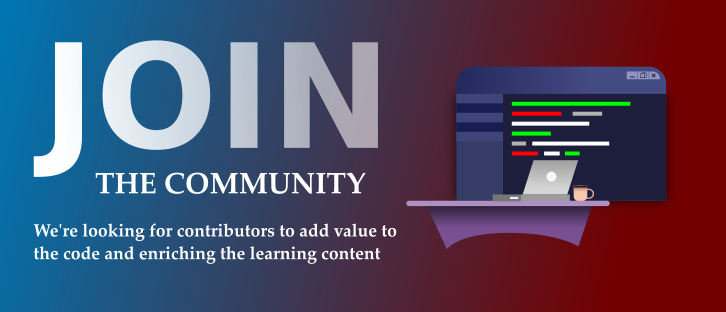 JOIN
THE COMMUNITY
We're looking for contributors to add value to
the code and enriching the learning content